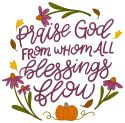 praise God
FROM WHOM ALL
blessings
flow